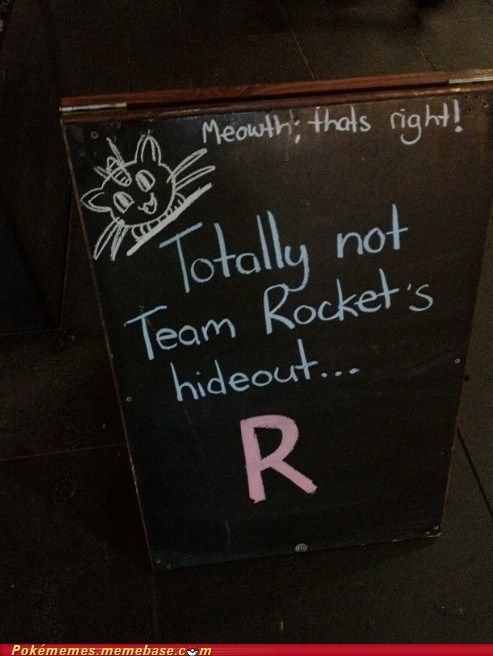 Meowth; thats right!
Totally not
Team Rocket's
hideout...
R
Pokémemes.memebase.com